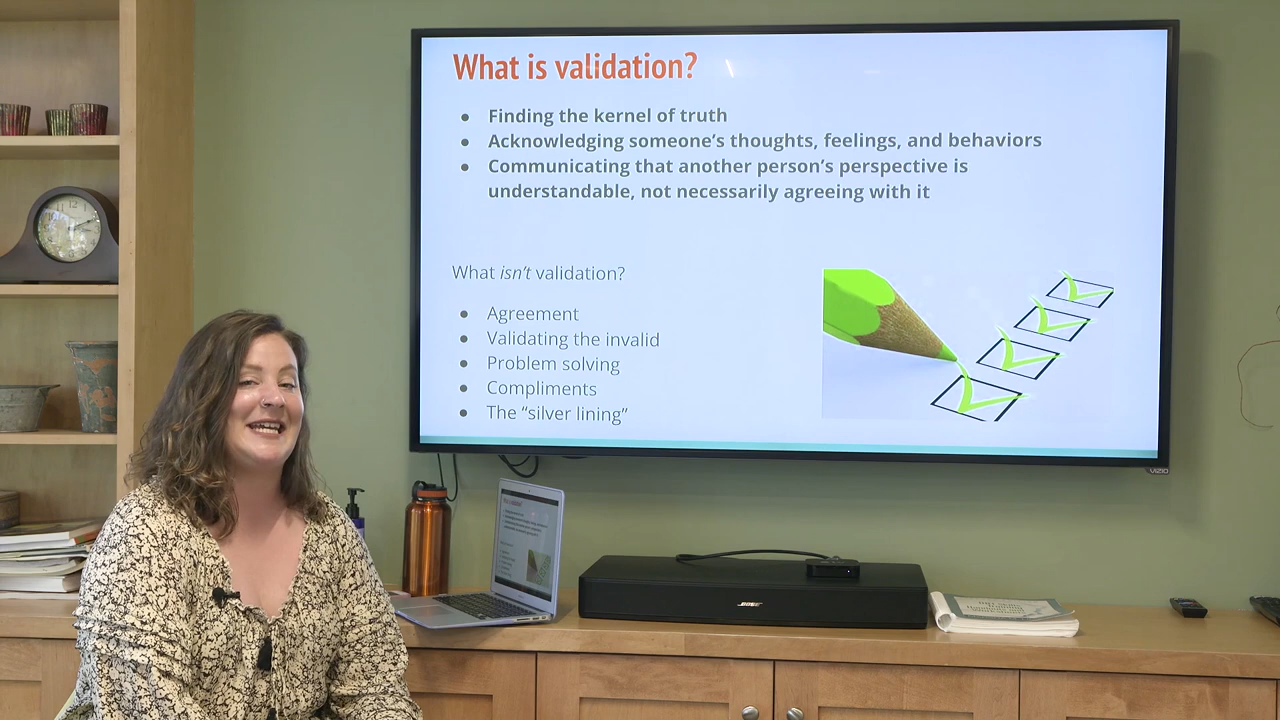 What is validation?
● Finding the kernel of truth
● Acknowledging someone's thoughts, feelings, and behaviors
● Communicating that another person's perspective is
understandable, not necessarily agreeing with it
What isn't validation?
● Agreement
● Validating the invalid
● Problem solving
● Compliments
● The “silver lining”
VIZIO
BOSE